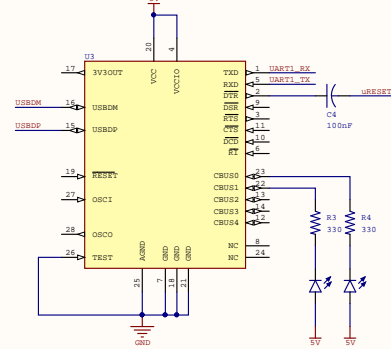 U3
20
4
VCC
VCCIO
17 3V3OUT
TXD 1 UART1_RX
RXD 5 UART1_TX
DTR 2
uRESET
C4
100nF
USBDM 16 USBDM
DSR 9
RTS 3
USBDP 15 USBDP
CTS 11
DCD 10
RI 6
19 RESET
CBUS0 23
CBUS1 22
27 OSCI
CBUS2 13
CBUS3 14
CBUS4 12
R3
330
R4
330
28 OSCO
NC 8
26 TEST
NC 24
AGND
GND
GND
GND
25
7
18
21
GND
5V
5V